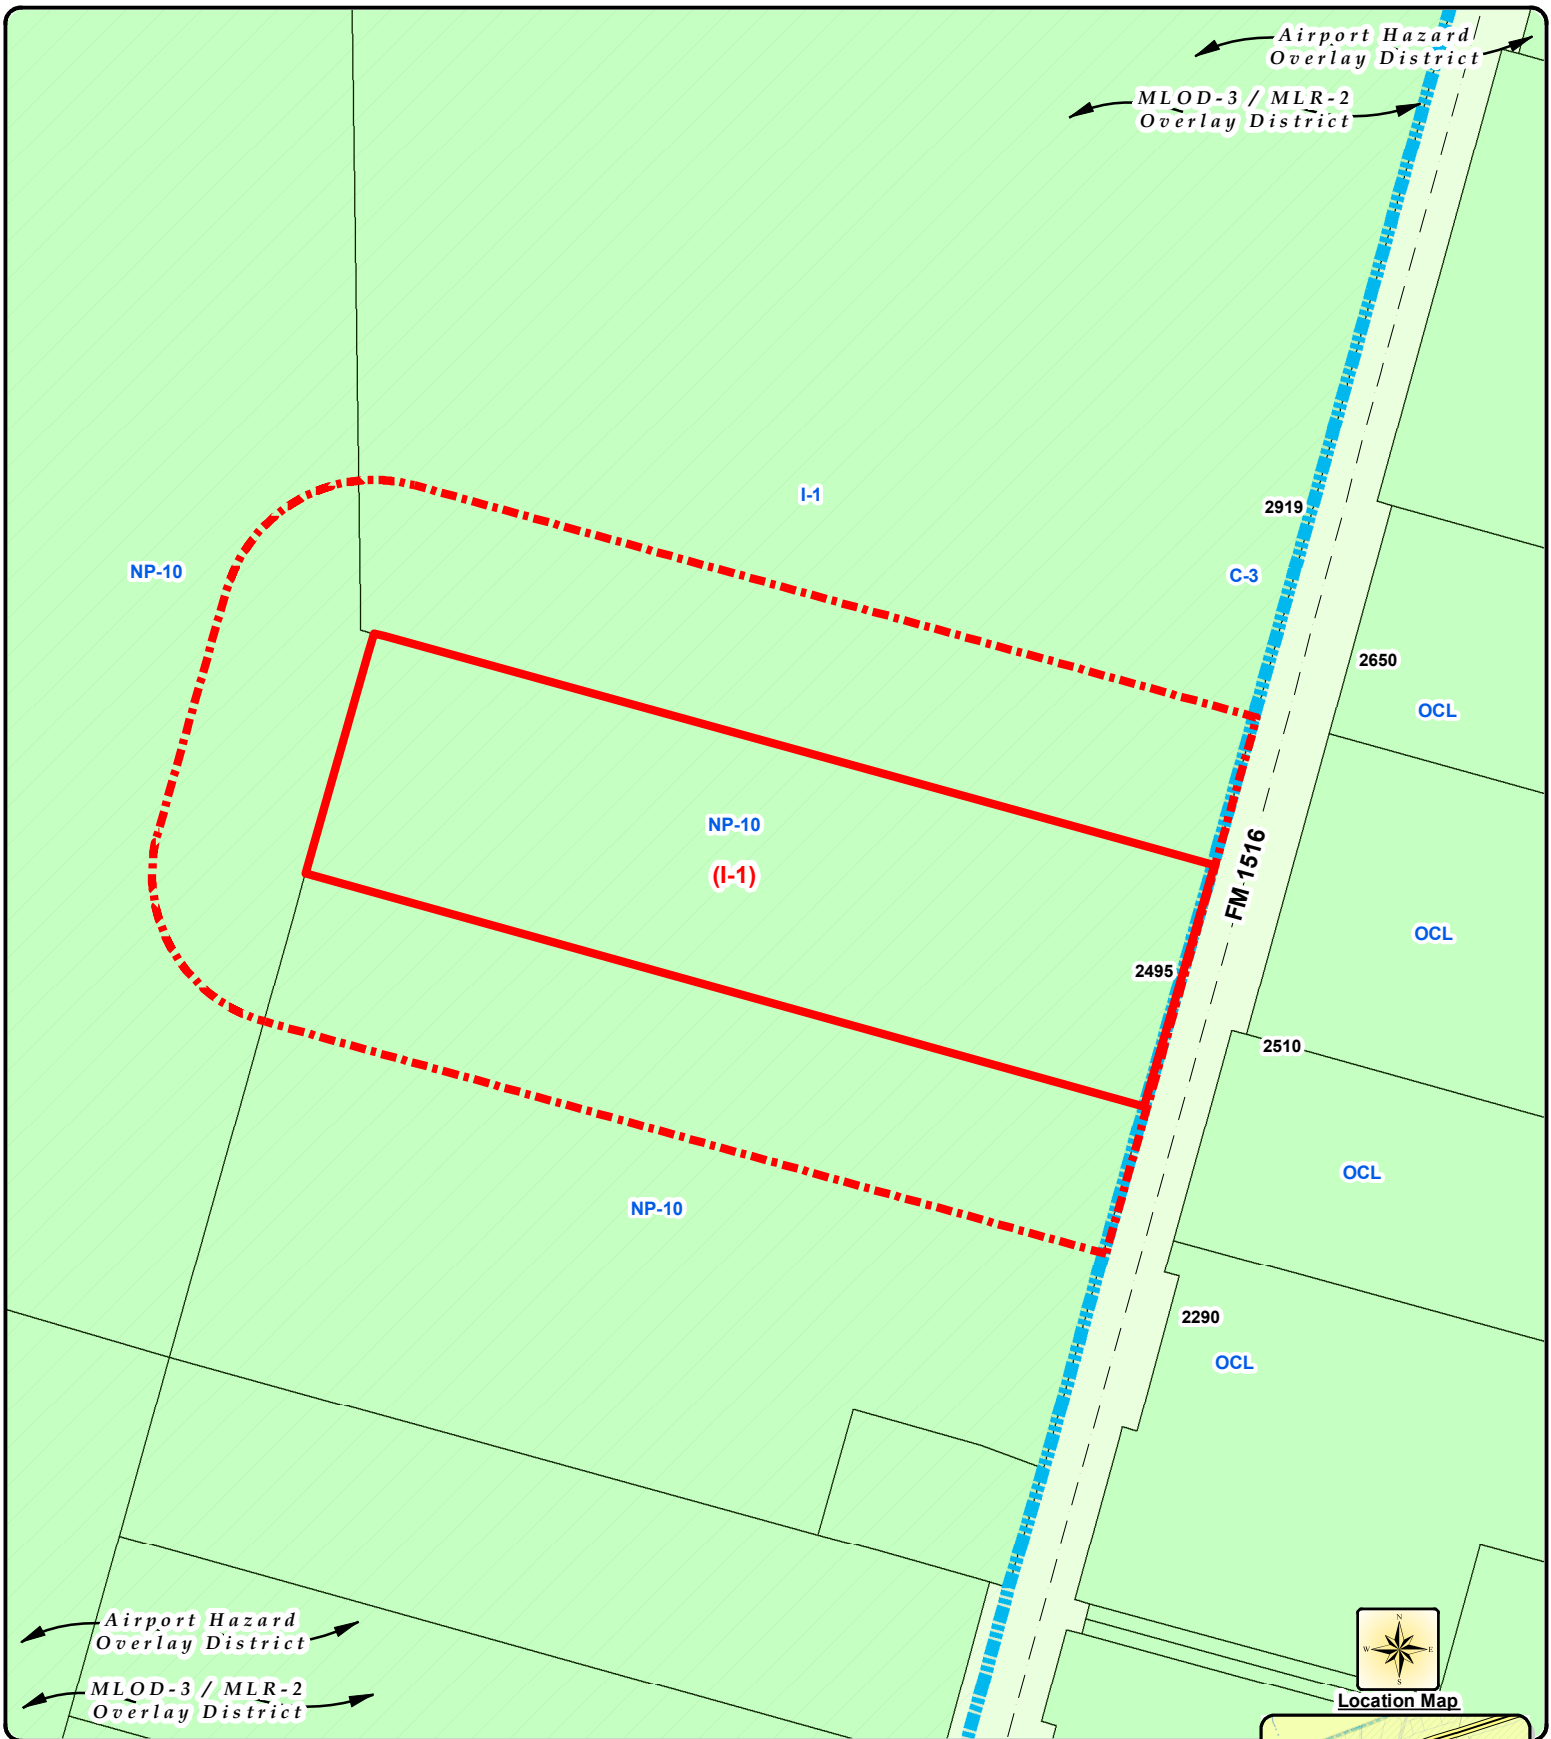 Airport Hazard
Overlay District
MLOD-3 / MLR-2
Overlay District
I-1
2919
NP-10
C-3
2650
OCL
NP-10
(I-1)
FM 1516
OCL
2495
2510
OCL
NP-10
2290
OCL
Airport Hazard
Overlay District
MLOD-3 / MLR-2
Overlay District
N
W
E
S
Location Map